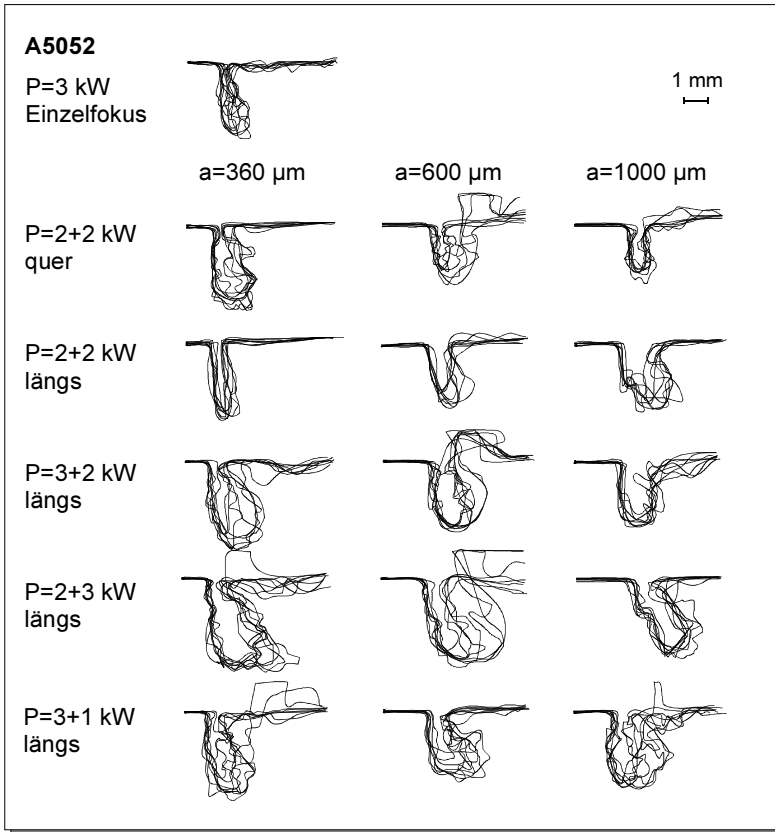 A5052
P=3 kW
Einzelfokus
1 mm
a=360 µm
a=600 µm
a=1000 µm
P=2+2 kW
quer
P=2+2 kW
längs
P=3+2 kW
längs
P=2+3 kW
längs
P=3+1 kW
längs